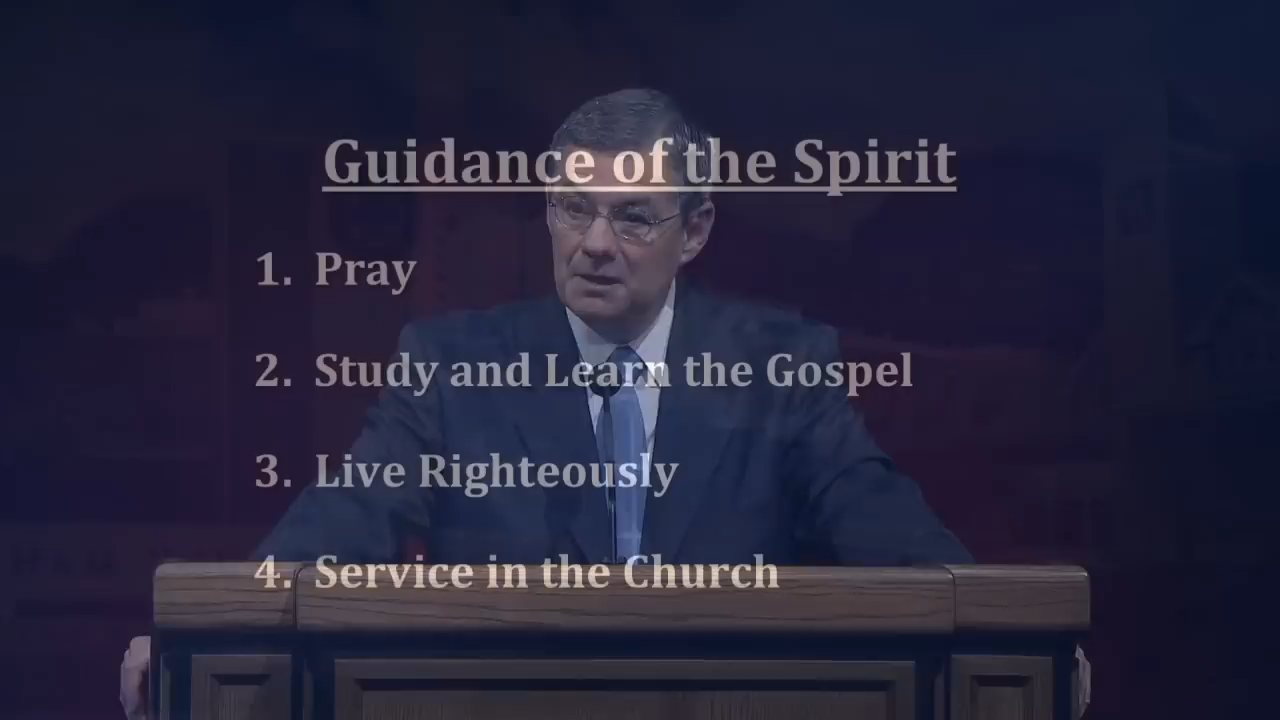 Guidance of the Spirit
1. Pray
2. Study and Learn the Gospel
3. Live Righteously
4. Service in the Church